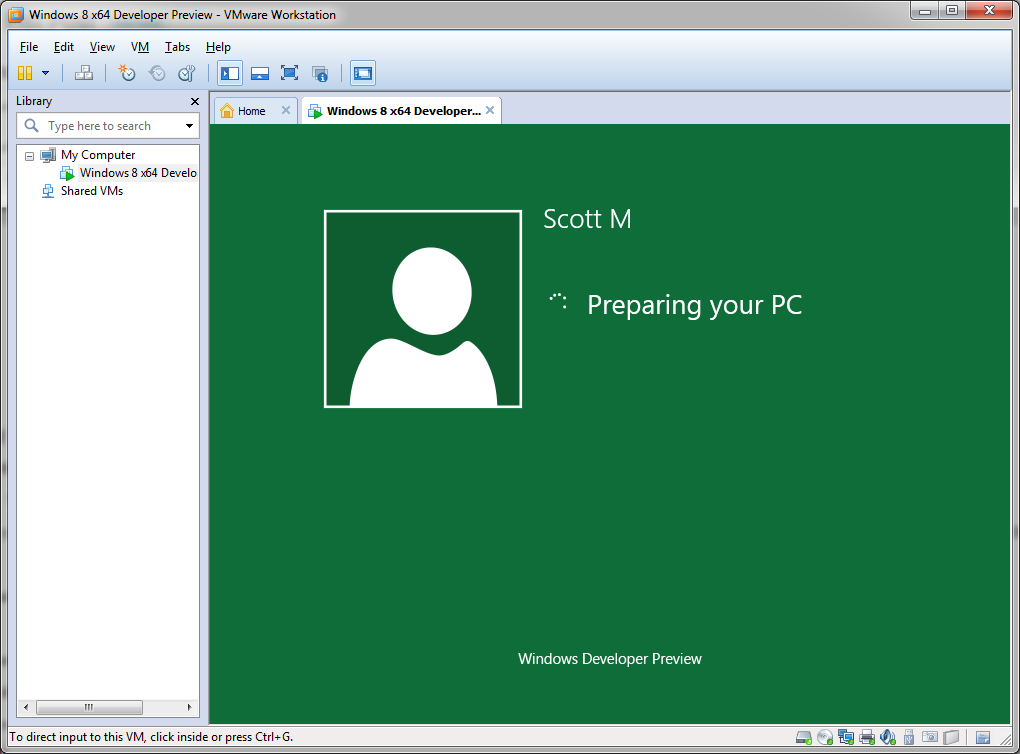 Windows 8 x64 Developer Preview - VMware Workstation
File Edit View VM Tabs Help
Library
Type here to search
My Computer
Windows 8 x64 Develo
Shared VMs
Home
Windows 8 x64 Developer...
Scott M
Preparing your PC
Windows Developer Preview
To direct input to this VM, click inside or press Ctrl+G.